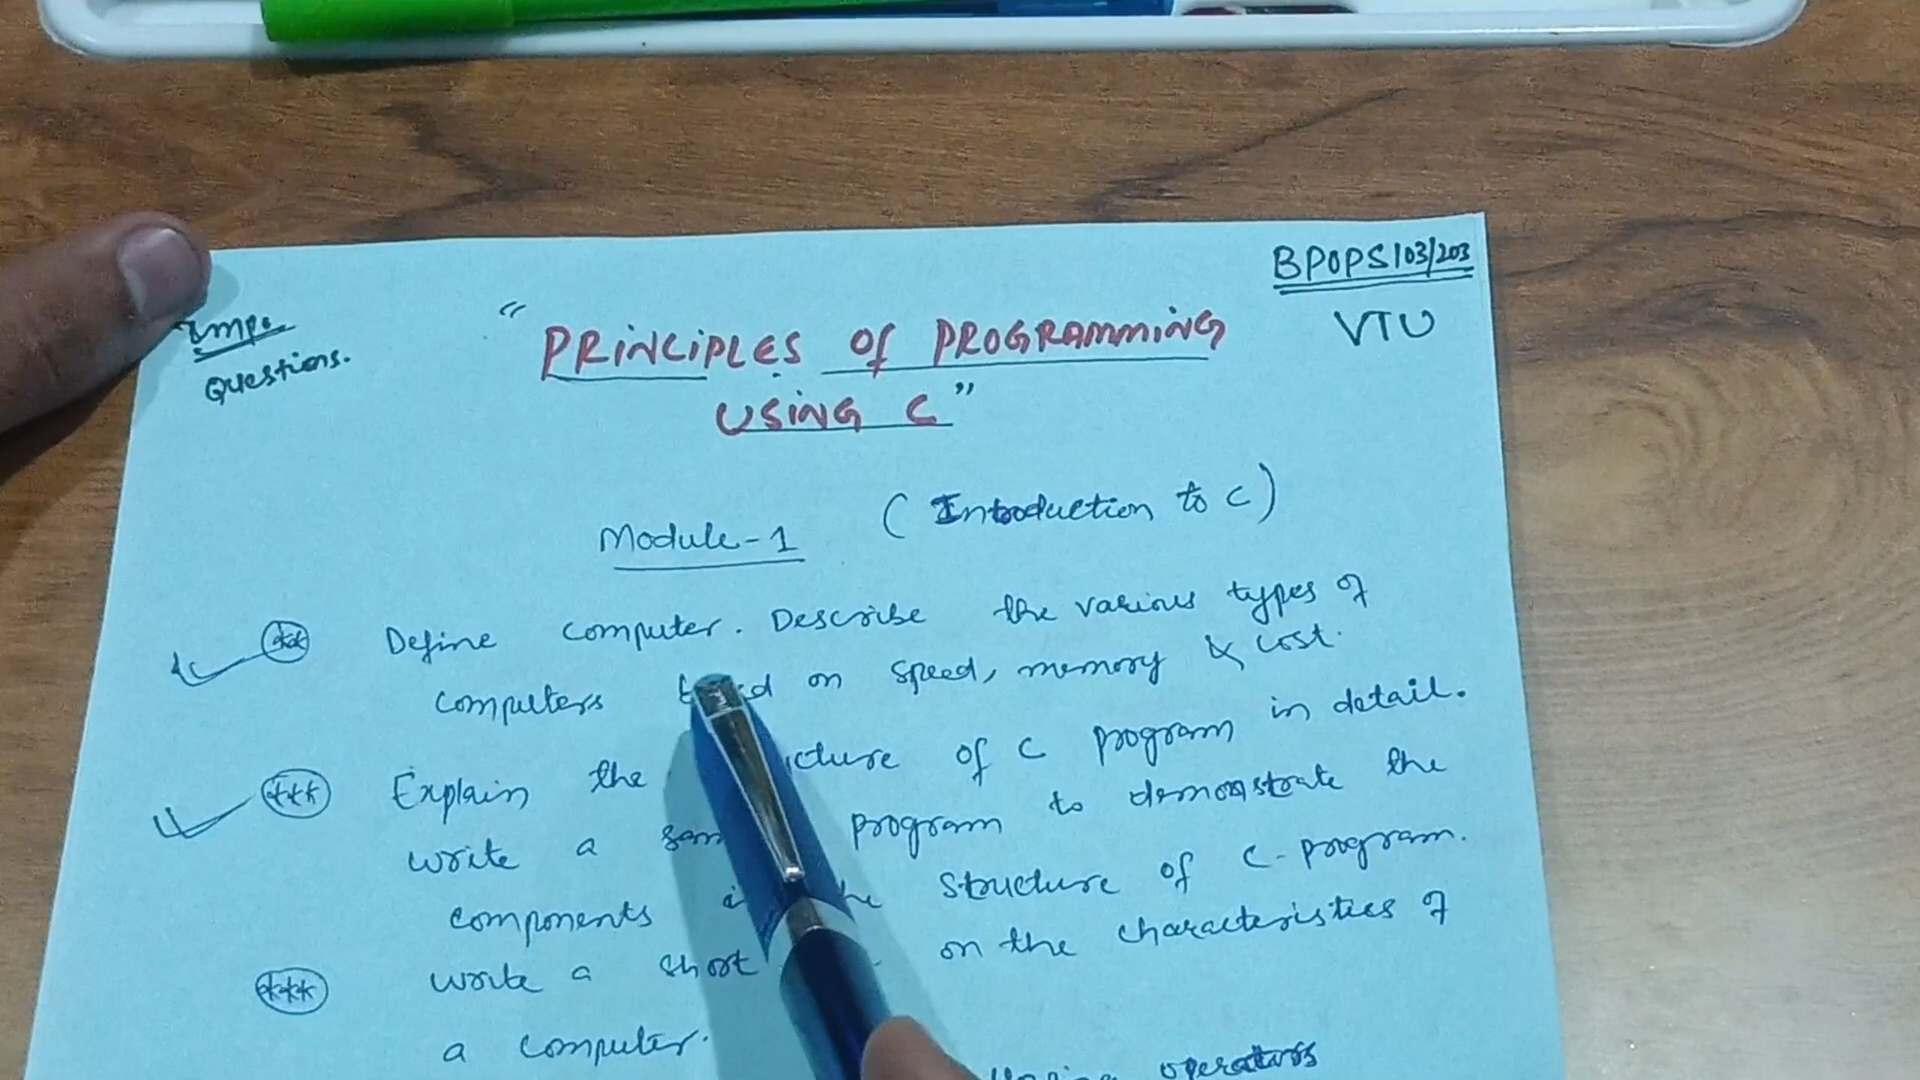 BPOPS103/203
VTU
Imp.
Questions.
"PRINCIPLES OF PROGRAMMING
USING C"
Module-1 (Introduction to C)
** Define computer. Describe the various types of
computers on speed, memory & cost.
*** Explain the of C program in detail.
write a program to demonstrate the
components structure of C-program.
*** write a short on the characteristics of
a computer.
operators